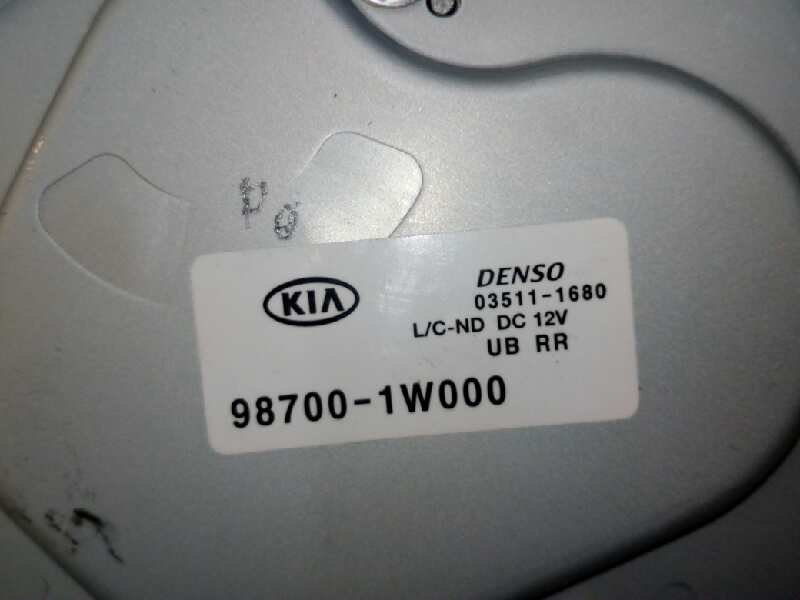 KIA
DENSO
03511-1680
L/C-ND DC 12V
UB RR
98700-1W000